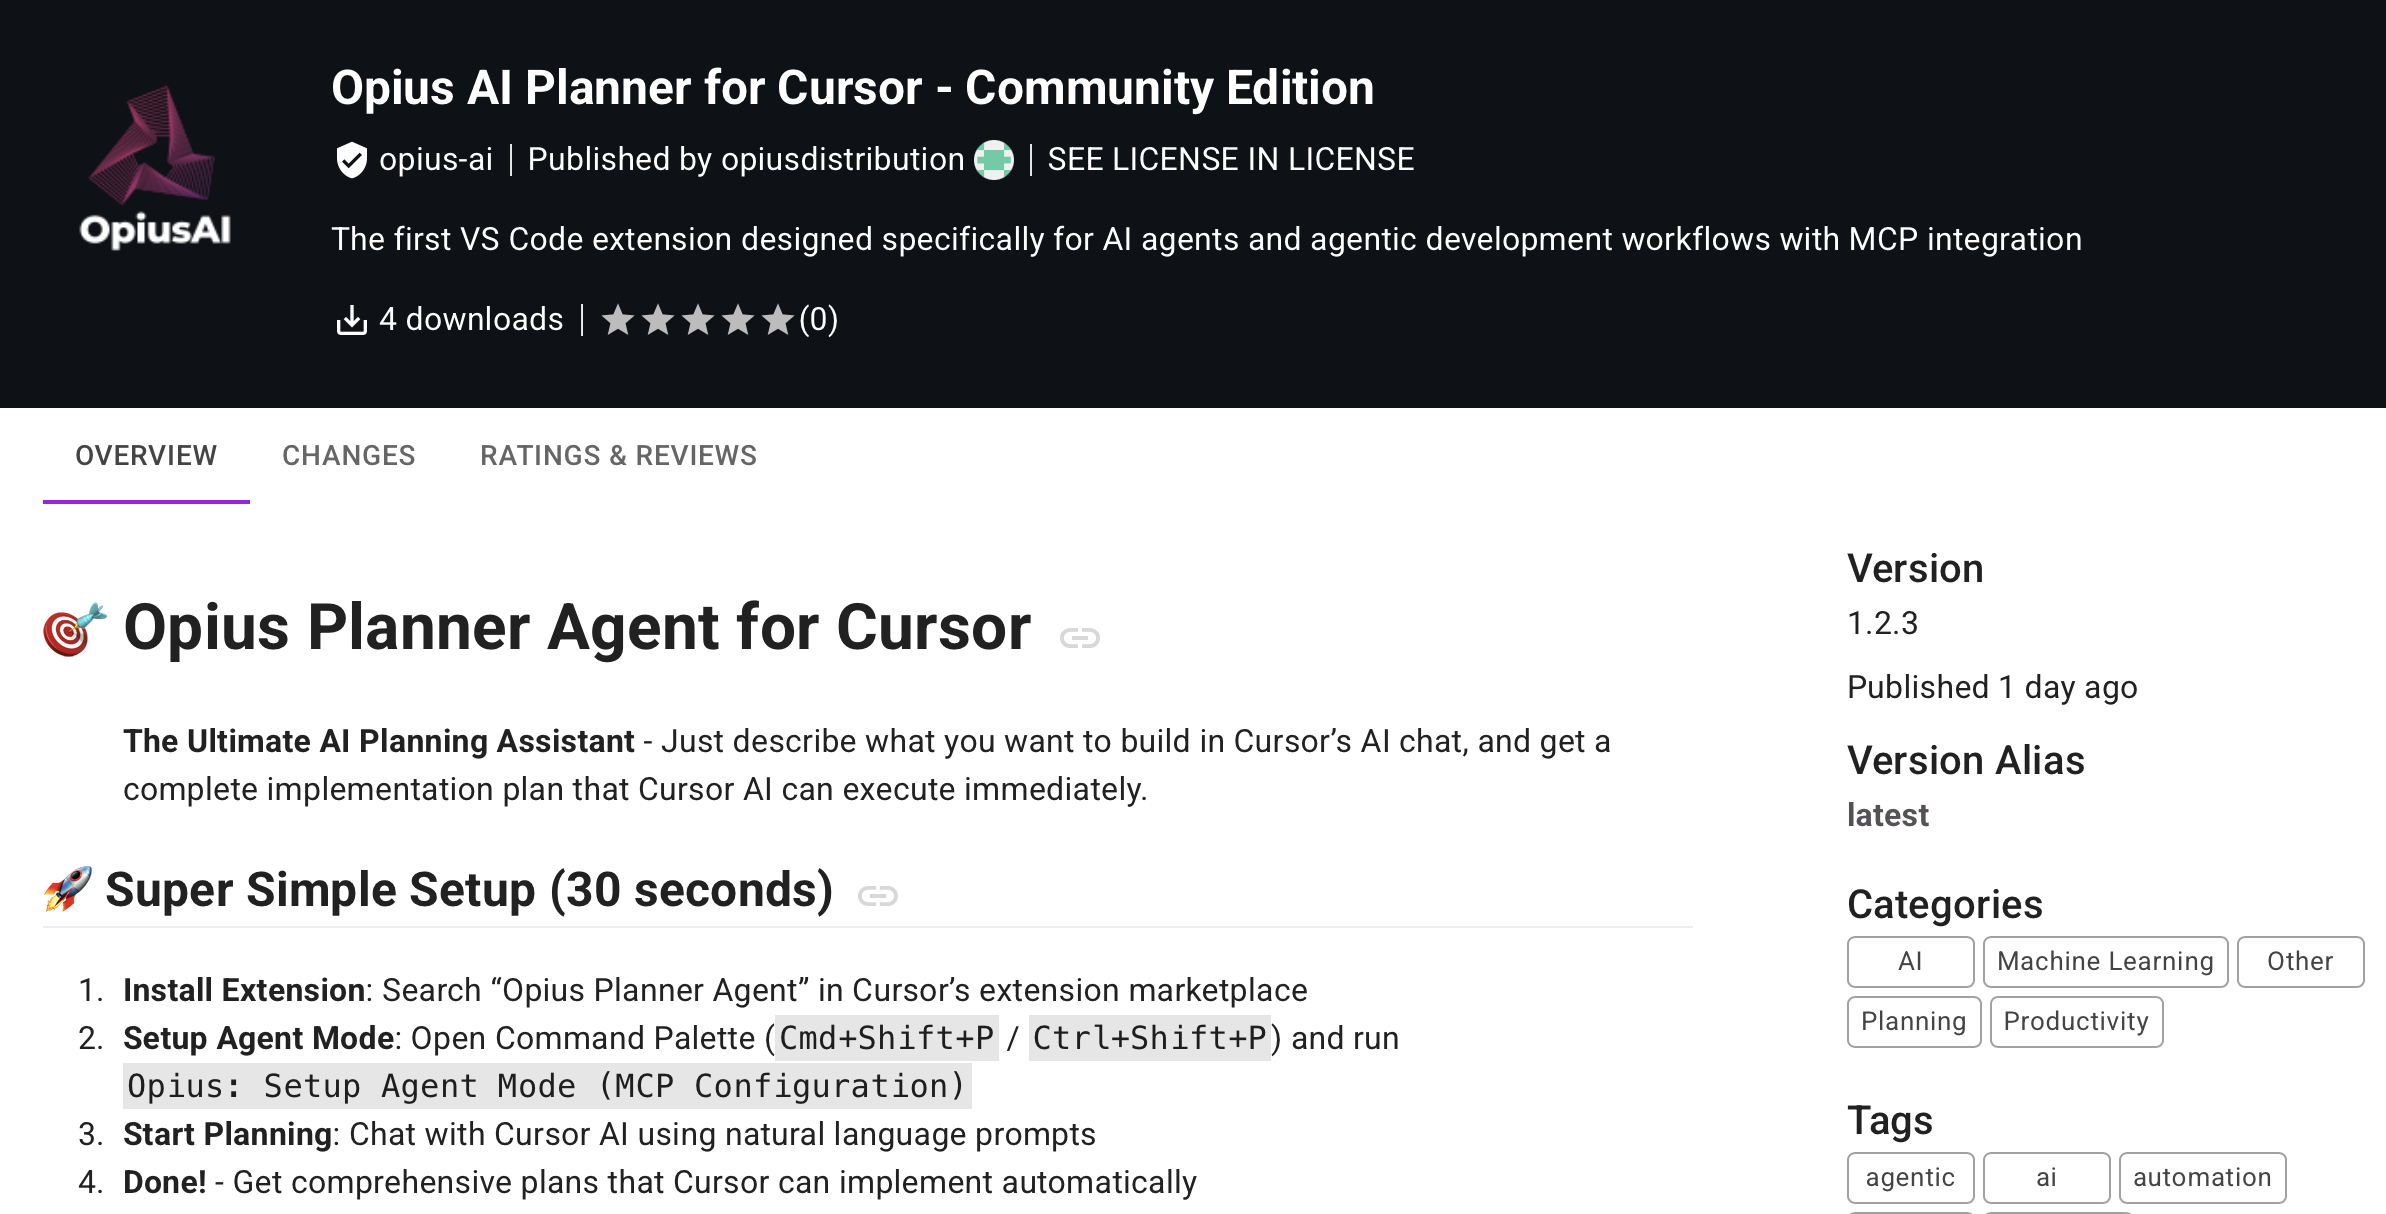 Opius AI Planner for Cursor - Community Edition
opius-ai | Published by opiusdistribution | SEE LICENSE IN LICENSE
OpiusAI
The first VS Code extension designed specifically for AI agents and agentic development workflows with MCP integration
4 downloads | (0)
OVERVIEW CHANGES RATINGS & REVIEWS
🎯 Opius Planner Agent for Cursor
The Ultimate AI Planning Assistant - Just describe what you want to build in Cursor’s AI chat, and get a
complete implementation plan that Cursor AI can execute immediately.
🚀 Super Simple Setup (30 seconds)
1. Install Extension: Search “Opius Planner Agent” in Cursor’s extension marketplace
2. Setup Agent Mode: Open Command Palette (Cmd+Shift+P / Ctrl+Shift+P) and run
Opius: Setup Agent Mode (MCP Configuration)
3. Start Planning: Chat with Cursor AI using natural language prompts
4. Done! - Get comprehensive plans that Cursor can implement automatically
Version
1.2.3
Published 1 day ago
Version Alias
latest
Categories
AI Machine Learning Other
Planning Productivity
Tags
agentic ai automation